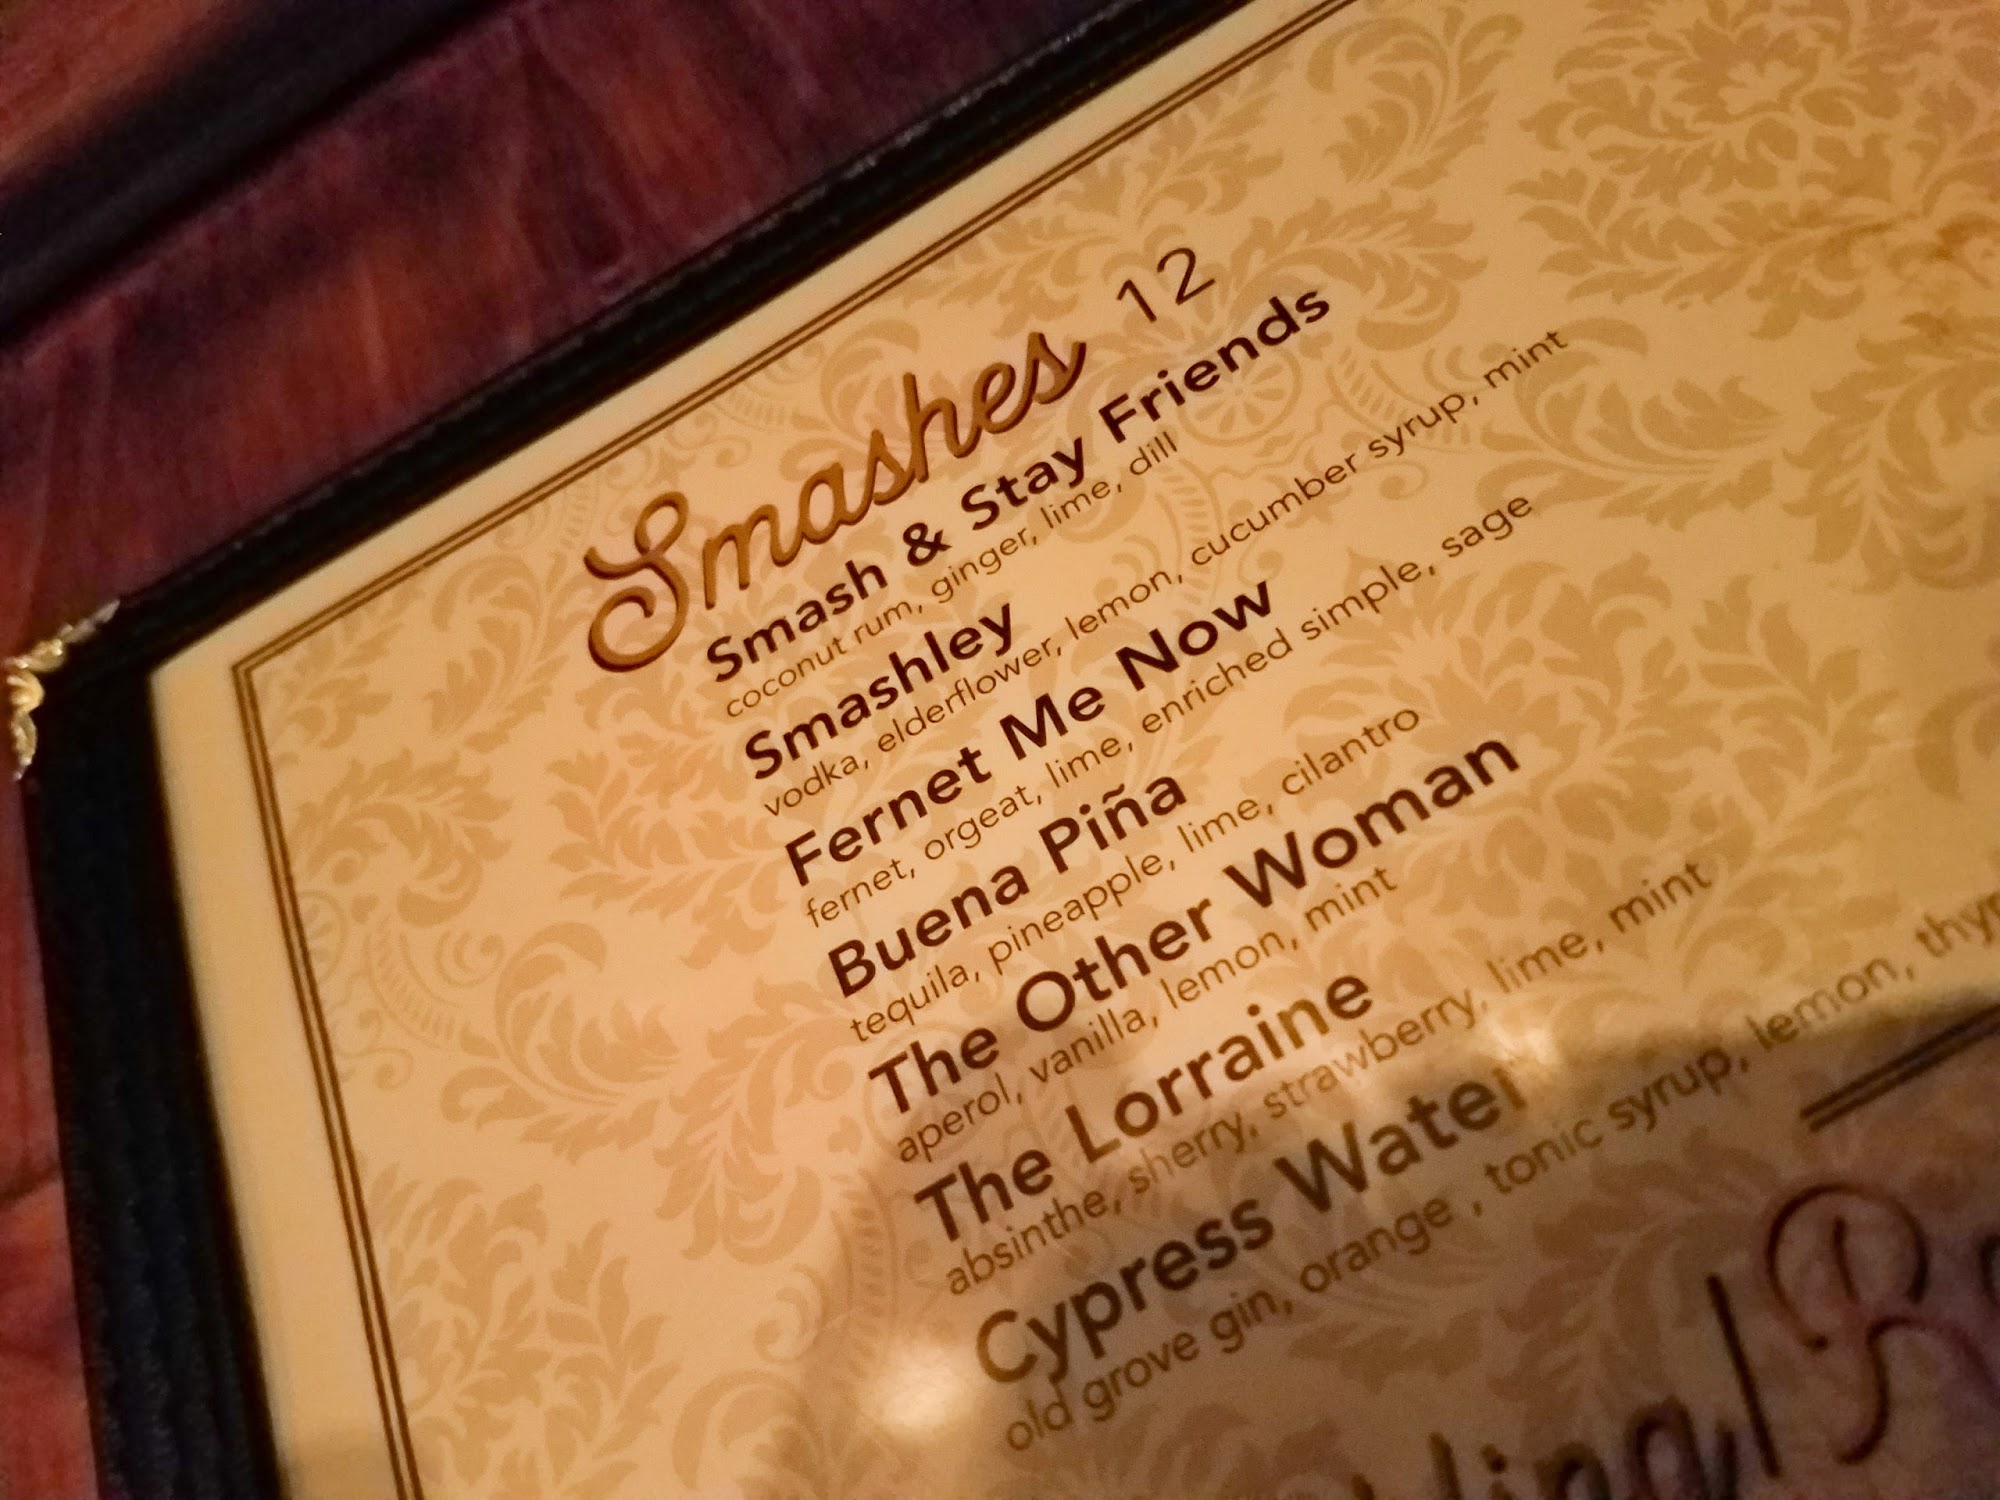 Smashes 12
Smash & Stay Friends
coconut rum, ginger, lime, dill
Smashley
vodka, elderflower, lemon, cucumber syrup, mint
Fernet Me Now
fernet, orgeat, lime, enriched simple, sage
Buena Piña
tequila, pineapple, lime, cilantro
The Other Woman
aperol, vanilla, lemon, mint
The Lorraine
absinthe, sherry, strawberry, lime, mint
Cypress Water
old grove gin, orange , tonic syrup, lemon,